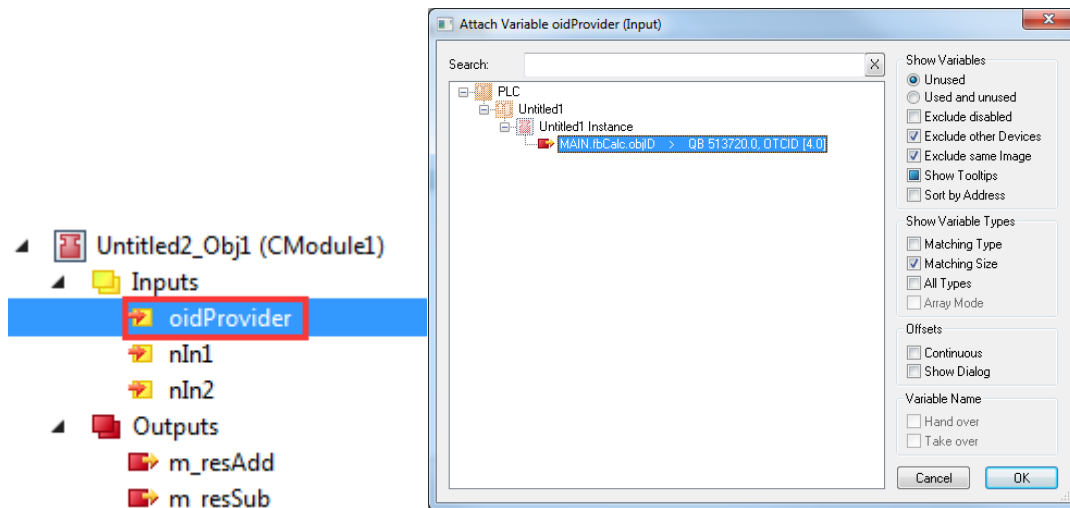 Untitled2_Obj1 (CModule1)
Inputs
oidProvider
nIn1
nIn2
Outputs
m_resAdd
m_resSub
Attach Variable oidProvider (Input)
Search:
PLC
Untitled1
Untitled1 Instance
MAIN.fbCalc.objID > QB 513720.0, OTCID [4.0]
Show Variables
Unused
Used and unused
Exclude disabled
Exclude other Devices
Exclude same Image
Show Tooltips
Sort by Address
Show Variable Types
Matching Type
Matching Size
All Types
Array Mode
Offsets
Continuous
Show Dialog
Variable Name
Hand over
Take over
Cancel OK